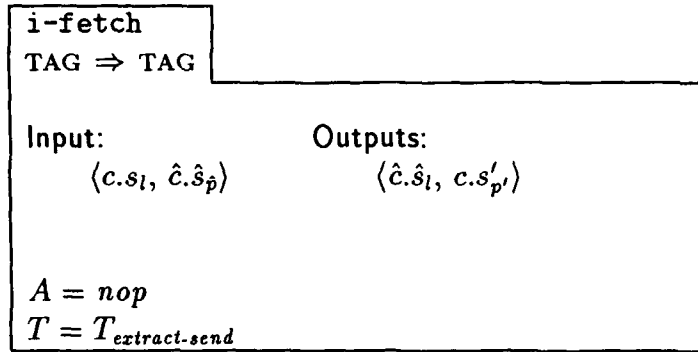 i-fetch
TAG ⇒ TAG
Input: Outputs:
⟨c.s_l, ĉ.ŝ_p̂⟩ ⟨ĉ.ŝ_l, c.s'_p'⟩
A = nop
T = T_extract-send